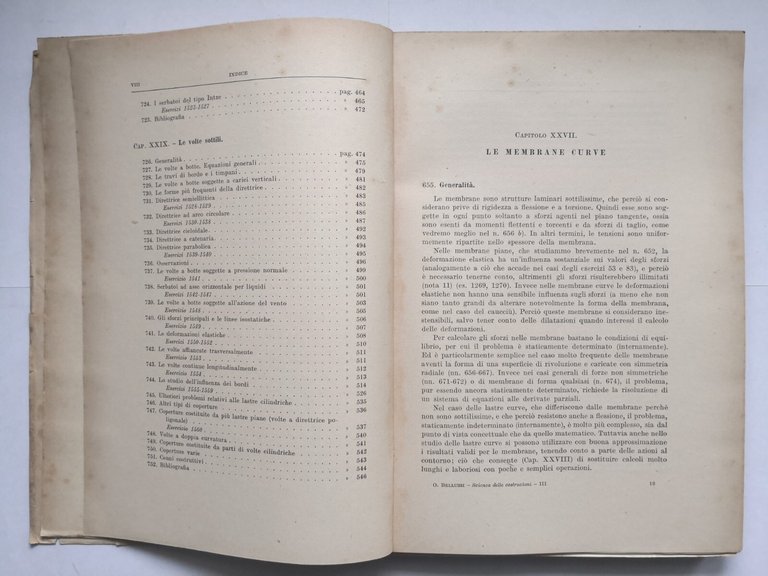 VIII
INDICE
724. I serbatoi del tipo Intze pag. 464
Esercizi 1523-1527 » 465
725. Bibliografia » 472
CAP. XXIX. - Le volte sottili.
726. Generalità pag. 474
727. Le volte a botte. Equazioni generali » 475
728. Le travi di bordo e i timpani » 479
729. Le volte a botte soggette a carichi verticali » 481
730. Le forme più frequenti della direttrice » 482
731. Direttrice semiellittica » 483
Esercizi 1528-1529 » 485
732. Direttrice ad arco circolare » 486
Esercizi 1530-1538 » 487
733. Direttrice cicloidale » 492
734. Direttrice a catenaria » 493
735. Direttrice parabolica » 494
Esercizi 1539-1540 » 495
736. Osservazioni » 496
737. Le volte a botte soggette a pressione normale » 499
Esercizio 1541 » 500
738. Serbatoi ad asse orizzontale per liquidi » 501
Esercizi 1542-1547
739. Le volte a botte soggette all'azione del vento » 503
Esercizio 1548 » 505
740. Gli sforzi principali e le linee isostatiche » 506
Esercizio 1549 » 507
741. Le deformazioni elastiche » 508
Esercizi 1550-1552 » 510
742. Le volte affiancate trasversalmente » 511
Esercizio 1553 » 511
743. Le volte continue longitudinalmente » 512
Esercizio 1554 » 513
744. Lo studio dell'influenza dei bordi » 514
Esercizi 1555-1559 » 526
745. Ulteriori problemi relativi alle lastre cilindriche » 535
746. Altri tipi di coperture » 536
747. Coperture costituite da più lastre piane (volte a direttrice poligonale)
» 537
Esercizio 1560 » 540
748. Volte a doppia curvatura » 541
749. Coperture costituite da parti di volte cilindriche » 542
750. Coperture varie » 543
751. Cenni costruttivi » 544
752. Bibliografia » 546
CAPITOLO XXVII.
LE MEMBRANE CURVE
655. Generalità.
Le membrane sono strutture laminari sottilissime, che perciò si
considerano prive di rigidezza a flessione e a torsione. Quindi esse sono sog-
gette in ogni punto soltanto a sforzi agenti nel piano tangente, ossia
sono esenti da momenti flettenti e torcenti e da sforzi di taglio, come
vedremo meglio nel n. 656 b). In altri termini, le tensioni sono unifor-
memente ripartite nello spessore della membrana.
Nelle membrane piane, che avevamo esaminato brevemente nel n. 652, la
deformazione elastica ha un'influenza sostanziale sui valori degli sforzi
(analogamente a ciò che accade nei casi degli esercizi 53 e 83), e perciò
è necessario tenerne conto, altrimenti gli sforzi risulterebbero illimitati
(nota 11) (cs. 1269, 1270). Invece nelle membrane curve le deformazioni
elastiche non hanno una sensibile influenza sugli sforzi (a meno che non
siano tanto grandi da alterare notevolmente la forma della membrana,
come nel caso del caucciù). Perciò queste membrane si considerano ine-
stensibili, salvo tener conto delle dilatazioni quando interessi il calcolo
delle deformazioni.
Per calcolare gli sforzi nelle membrane bastano le condizioni di equi-
librio, per cui il problema è staticamente determinato (internamente).
Ed è particolarmente semplice nel caso molto frequente delle membrane
aventi la forma di una superficie di rivoluzione e caricate con simmetria
radiale (nn. 656-667). Invece nei casi generali di forze non simmetriche
(nn. 671-672) o di membrane di forma qualsiasi (n. 674), il problema,
pur essendo ancora staticamente determinato, richiede la risoluzione di
un sistema di equazioni alle derivate parziali.
Nel caso delle lastre curve, che differiscono dalle membrane perchè
non sono sottilissime, e che perciò resistono anche a flessione, il problema,
staticamente indeterminato (internamente), è molto più complesso, sia dal
punto di vista concettuale che da quello matematico. Tuttavia anche nello
studio delle lastre curve si possono utilizzare con buona approssimazione
i risultati validi per le membrane, tenendo conto a parte delle azioni al
contorno; ciò che consente (Cap. XXVIII) di sostituire calcoli molto
lunghi e laboriosi con poche e semplici operazioni.
O. BELLUZZI - Scienza delle costruzioni - III
18